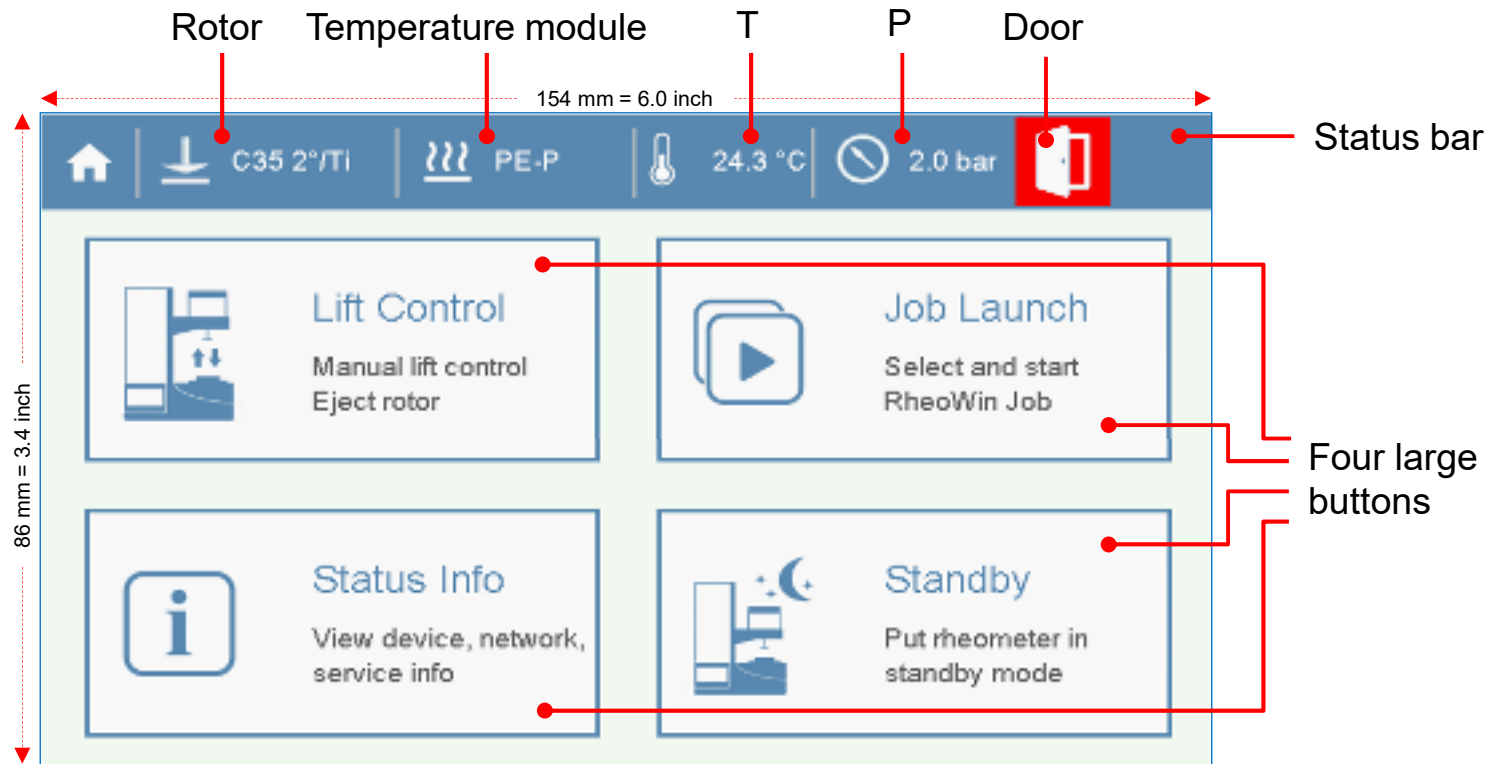 Rotor Temperature module T P Door
154 mm = 6.0 inch
Status bar
C35 2°/Ti PE-P 24.3 °C 2.0 bar
86 mm = 3.4 inch
Lift Control
Manual lift control
Eject rotor
Job Launch
Select and start
RheoWin Job
Four large
buttons
Status Info
View device, network,
service info
Standby
Put rheometer in
standby mode